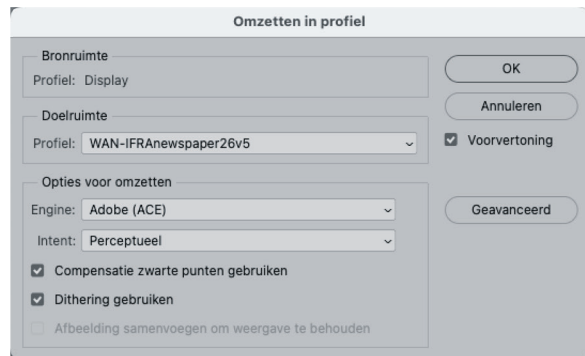 Omzetten in profiel
Bronruimte
Profiel: Display
Doelruimte
Profiel: WAN-IFRAnewspaper26v5
Opties voor omzetten
Engine: Adobe (ACE)
Intent: Perceptueel
Compensatie zwarte punten gebruiken
Dithering gebruiken
Afbeelding samenvoegen om weergave te behouden
OK
Annuleren
Voorvertoning
Geavanceerd